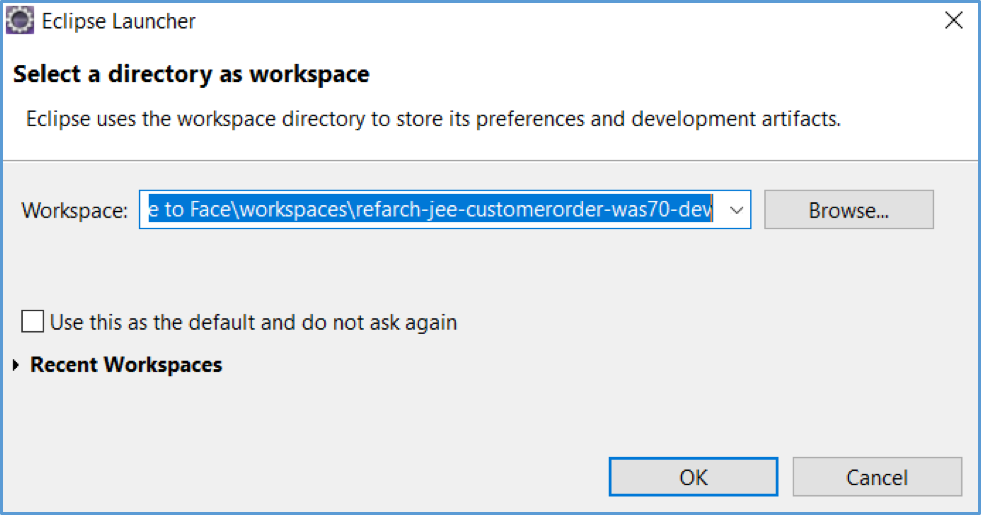 Eclipse Launcher
Select a directory as workspace
Eclipse uses the workspace directory to store its preferences and development artifacts.
Workspace: e to Face\workspaces\refarch-jee-customerorder-was70-dev Browse...
Use this as the default and do not ask again
Recent Workspaces
OK Cancel